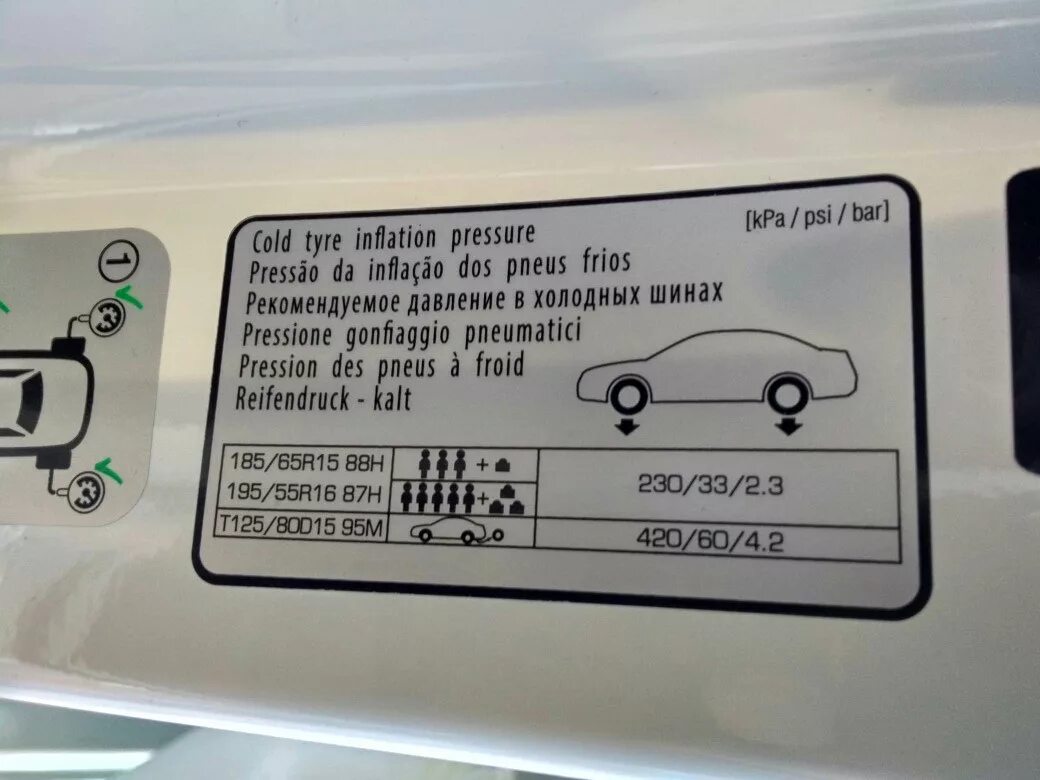 [kPa / psi / bar]
Cold tyre inflation pressure
Pressão da inflação dos pneus frios
Рекомендуемое давление в холодных шинах
Pressione gonfiaggio pneumatici
Pression des pneus à froid
Reifendruck - kalt
1
185/65R15 88H
+
195/55R16 87H
+
230/33/2.3
T125/80D15 95M
420/60/4.2